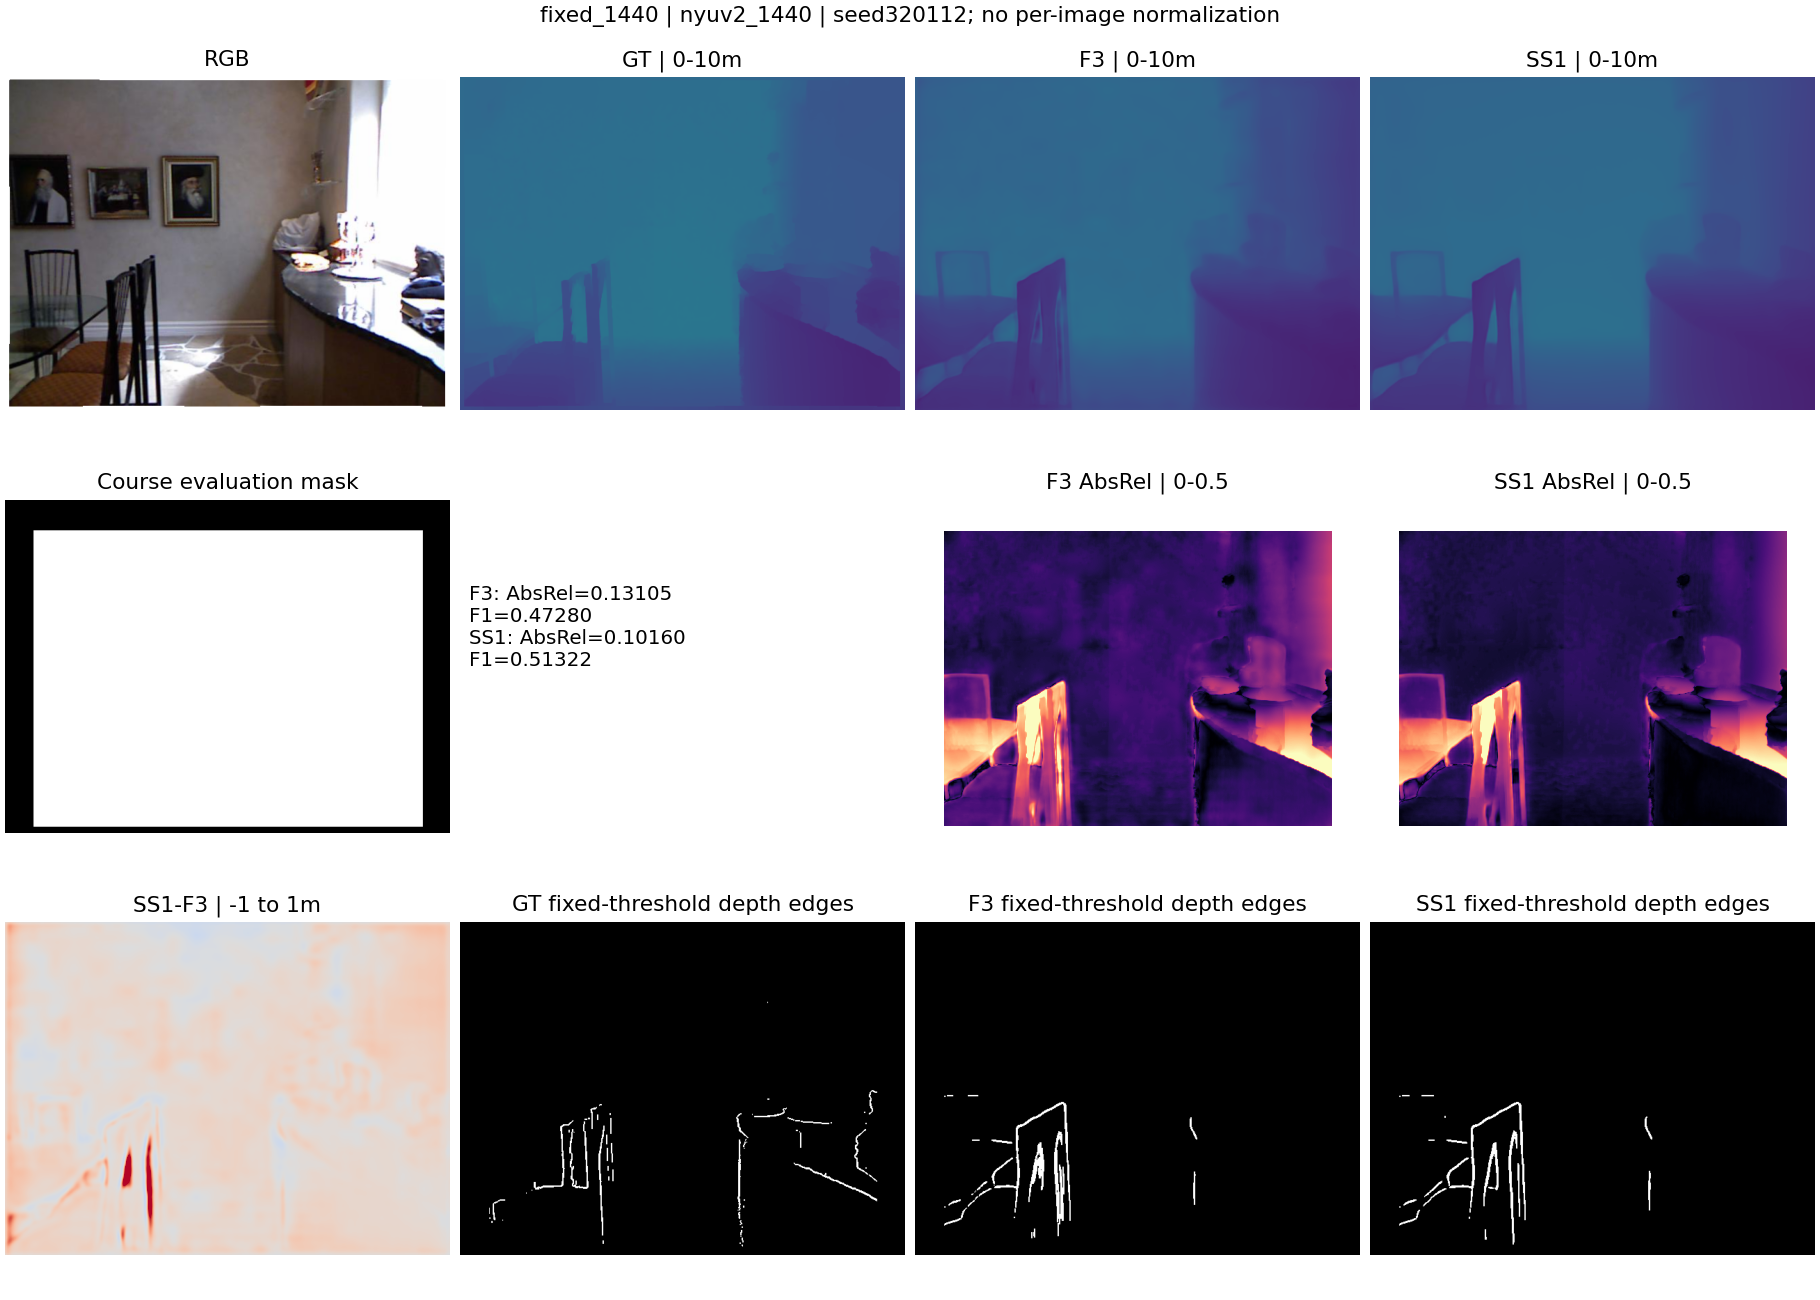 fixed_1440 | nyuv2_1440 | seed320112; no per-image normalization
RGB
GT | 0-10m
F3 | 0-10m
SS1 | 0-10m
Course evaluation mask
F3 AbsRel | 0-0.5
SS1 AbsRel | 0-0.5
F3: AbsRel=0.13105
F1=0.47280
SS1: AbsRel=0.10160
F1=0.51322
SS1-F3 | -1 to 1m
GT fixed-threshold depth edges
F3 fixed-threshold depth edges
SS1 fixed-threshold depth edges